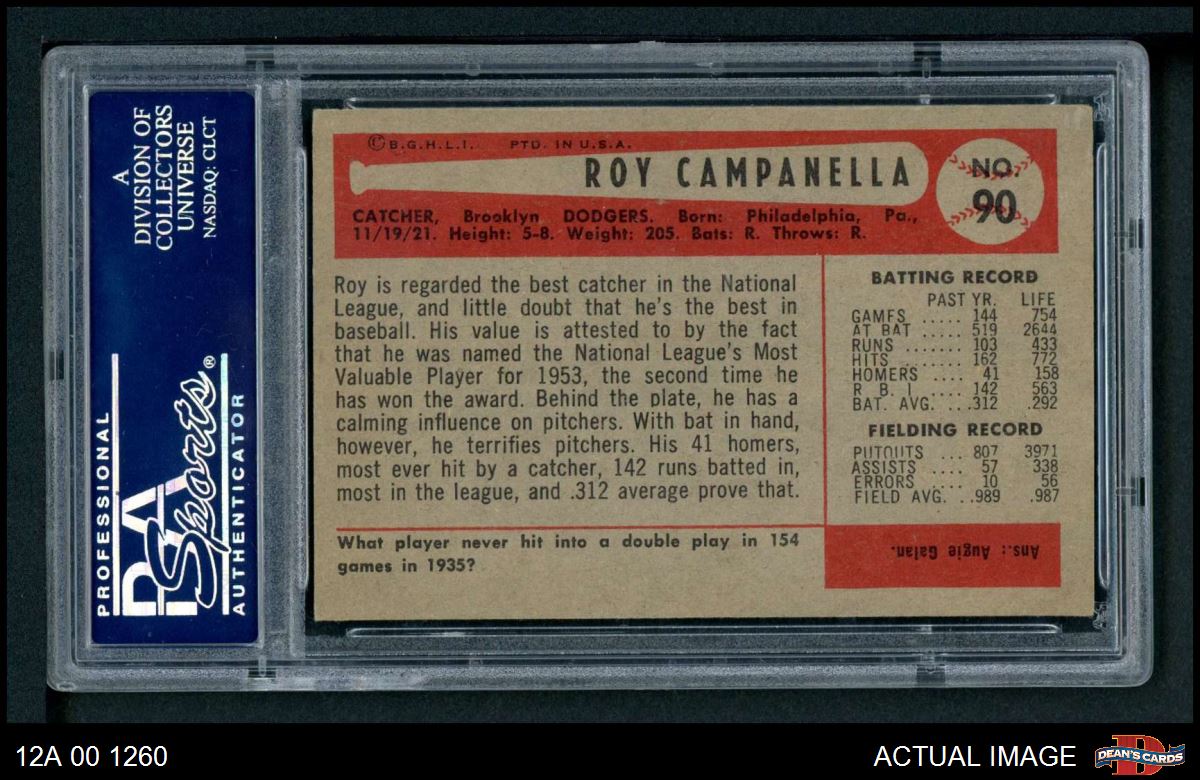 A
DIVISION OF
COLLECTORS
UNIVERSE
NASDAQ: CLCT
PROFESSIONAL
PSA
Sports®
AUTHENTICATOR
©B.G.H.L.I. PTD. IN U.S.A.
ROY CAMPANELLA
NO.
90
CATCHER, Brooklyn DODGERS. Born: Philadelphia, Pa.,
11/19/21. Height: 5-8. Weight: 205. Bats: R. Throws: R.
Roy is regarded the best catcher in the National
League, and little doubt that he's the best in
baseball. His value is attested to by the fact
that he was named the National League's Most
Valuable Player for 1953, the second time he
has won the award. Behind the plate, he has a
calming influence on pitchers. With bat in hand,
however, he terrifies pitchers. His 41 homers,
most ever hit by a catcher, 142 runs batted in,
most in the league, and .312 average prove that.
BATTING RECORD
PAST YR. LIFE
GAMES ..... 144 754
AT BAT ..... 519 2644
RUNS ....... 103 433
HITS ....... 162 772
HOMERS .... 41 158
R. B. I. ..... 142 563
BAT. AVG. ...312 .292
FIELDING RECORD
PUTOUTS .... 807 3971
ASSISTS .... 57 338
ERRORS .... 10 56
FIELD AVG. ..989 .987
What player never hit into a double play in 154
games in 1935?
Ans.: Augie Galan.
12A 00 1260
ACTUAL IMAGE
DEAN'S CARDS